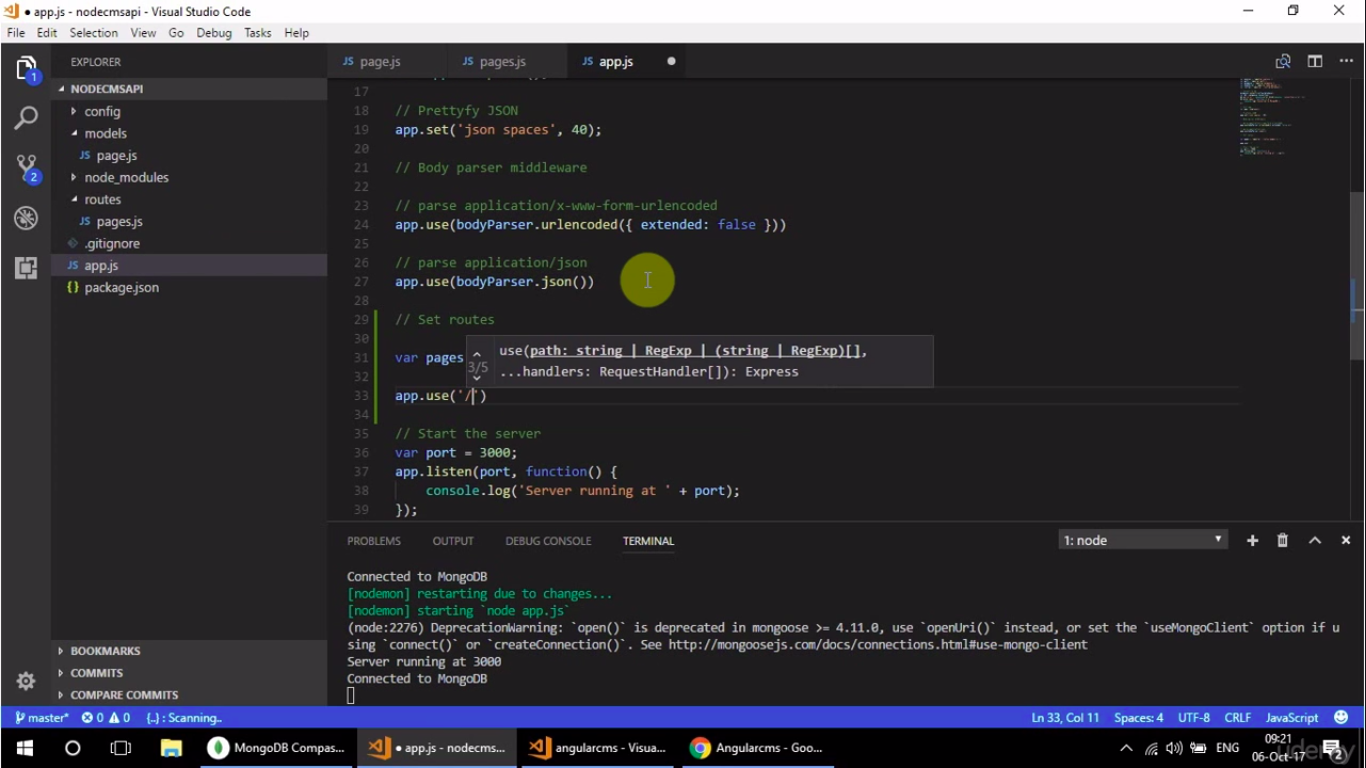 app.js - nodecmsapi - Visual Studio Code
File Edit Selection View Go Debug Tasks Help
EXPLORER
JS page.js JS pages.js JS app.js
1
NODECMSAPI
config
models
JS page.js
node_modules
2
routes
JS pages.js
.gitignore
JS app.js
{} package.json
17
18 // Prettyfy JSON
19 app.set('json spaces', 40);
20
21 // Body parser middleware
22
23 // parse application/x-www-form-urlencoded
24 app.use(bodyParser.urlencoded({ extended: false }))
25
26 // parse application/json
27 app.use(bodyParser.json())
28
29 // Set routes
30
31 var pages
32
33 app.use('/')
34
35 // Start the server
36 var port = 3000;
37 app.listen(port, function() {
38 console.log('Server running at ' + port);
39 });
3/5 use(path: string | RegExp | (string | RegExp)[],
...handlers: RequestHandler[]): Express
PROBLEMS OUTPUT DEBUG CONSOLE TERMINAL 1: node
Connected to MongoDB
[nodemon] restarting due to changes...
[nodemon] starting `node app.js`
(node:2276) DeprecationWarning: `open()` is deprecated in mongoose >= 4.11.0, use `openUri()` instead, or set the `useMongoClient` option if u
sing `connect()` or `createConnection()`. See http://mongoosejs.com/docs/connections.html#use-mongo-client
Server running at 3000
Connected to MongoDB
BOOKMARKS
COMMITS
COMPARE COMMITS
master* 0 0 {..} : Scanning.. Ln 33, Col 11 Spaces: 4 UTF-8 CRLF JavaScript
MongoDB Compas... app.js - nodecms... angularcms - Visua... Angularcms - Goo... ENG 09:21
06-Oct-17 2
udemy